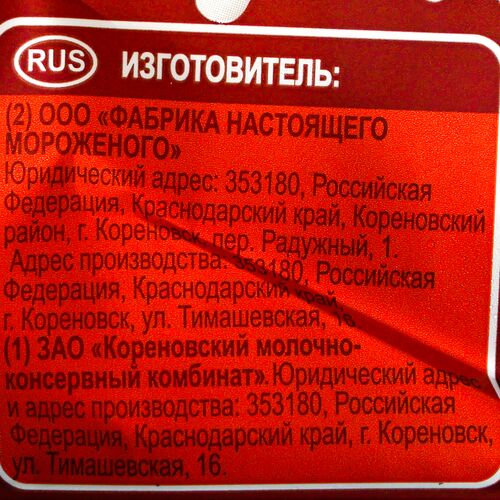 RUS ИЗГОТОВИТЕЛЬ:
(2) ООО «ФАБРИКА НАСТОЯЩЕГО
МОРОЖЕНОГО»
Юридический адрес: 353180, Российская
Федерация, Краснодарский край, Кореновский
район, г. Кореновск, пер. Радужный, 1.
Адрес производства: 353180, Российская
Федерация, Краснодарский край,
г. Кореновск, ул. Тимашевская, 16.
(1) ЗАО «Кореновский молочно-
консервный комбинат». Юридический адрес
и адрес производства: 353180, Российская
Федерация, Краснодарский край, г. Кореновск,
ул. Тимашевская, 16.